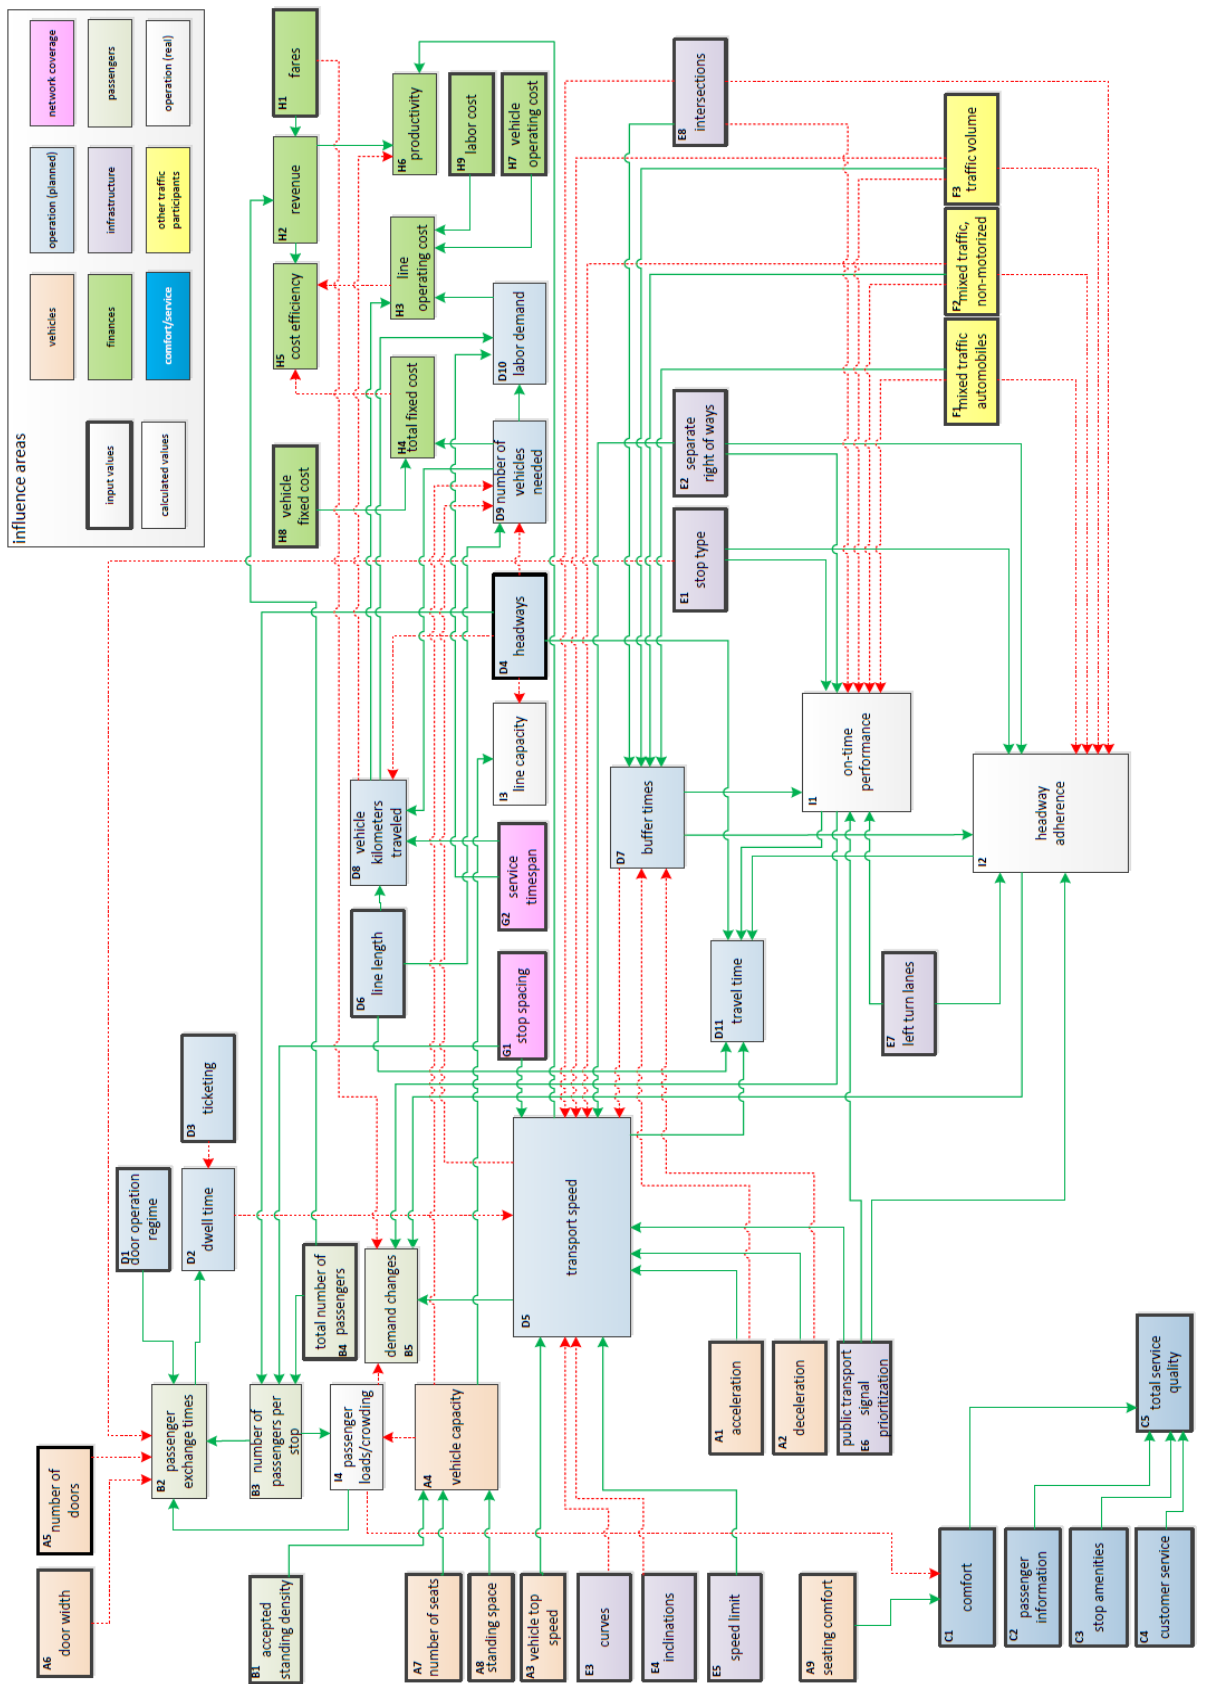 influence areas
input values
calculated values
vehicles
finances
comfort/service
operation (planned)
infrastructure
other traffic
participants
network coverage
passengers
operation (real)
A6
door width
A5
number of
doors
B1
accepted
standing density
A7
number of seats
A8
standing space
A3
vehicle top
speed
E3
curves
E4
inclinations
E5
speed limit
A9
seating comfort
C1
comfort
C2
passenger
information
C3
stop amenities
C4
customer service
C5
total service
quality
B2
passenger
exchange times
B3
number of
passengers per
stop
I4
passenger
loads/crowding
A4
vehicle capacity
A1
acceleration
A2
deceleration
E6
public transport
signal
prioritization
D1
door operation
regime
D2
dwell time
D3
ticketing
B4
total number of
passengers
B5
demand changes
D5
transport speed
G1
stop spacing
D6
line length
G2
service
timespan
D8
vehicle
kilometers
traveled
I3
line capacity
D4
headways
D11
travel time
D7
buffer times
E7
left turn lanes
I1
on-time
performance
I2
headway
adherence
H8
vehicle
fixed cost
H4
total fixed cost
D9
number of
vehicles
needed
D10
labor demand
H5
cost efficiency
H3
line
operating cost
H2
revenue
H1
fares
H6
productivity
H9
labor cost
H7
vehicle
operating cost
E1
stop type
E2
separate
right of ways
E8
intersections
F1
mixed traffic
automobiles
F2
mixed traffic,
non-motorized
F3
traffic volume